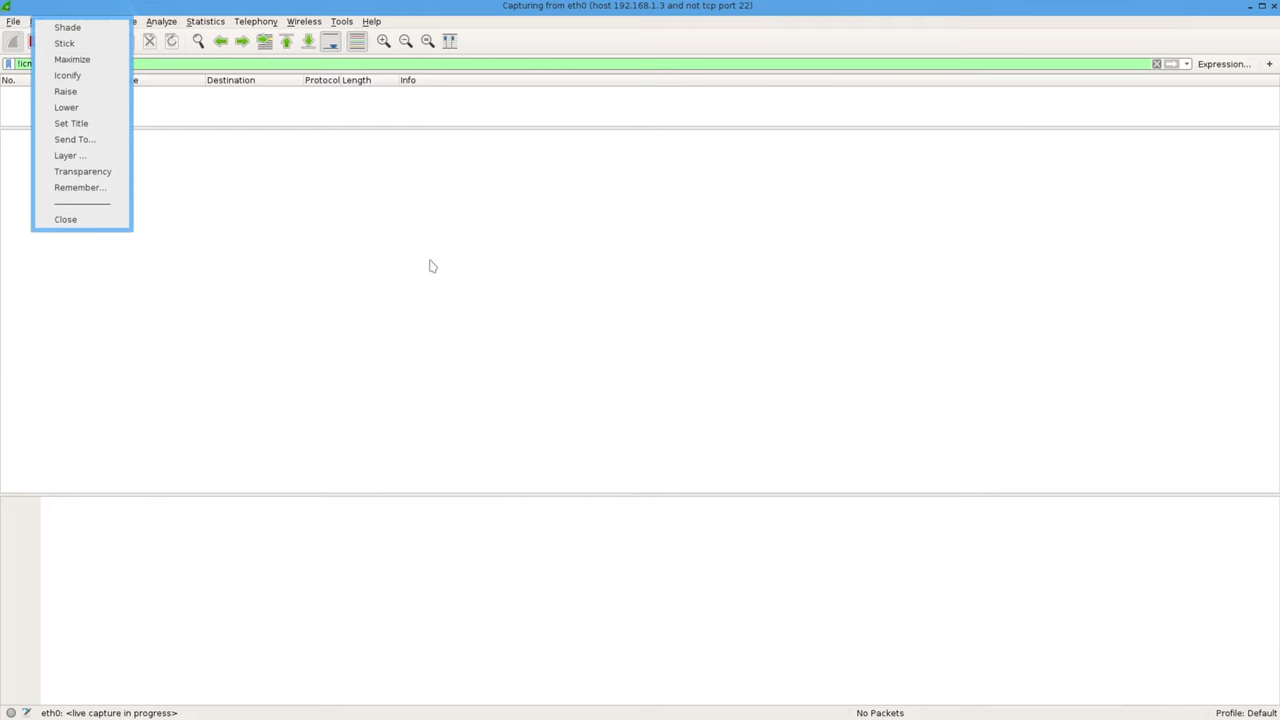 Capturing from eth0 (host 192.168.1.3 and not tcp port 22)
File Analyze Statistics Telephony Wireless Tools Help
Shade
Stick
Maximize
Iconify
Raise
Lower
Set Title
Send To...
Layer ...
Transparency
Remember...
Close
Expression... +
No. Destination Protocol Length Info
eth0: <live capture in progress> No Packets Profile: Default